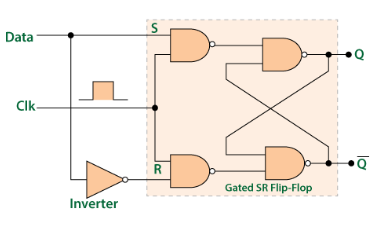 Data
S
Q
Clk
R
Q̅
Inverter
Gated SR Flip-Flop